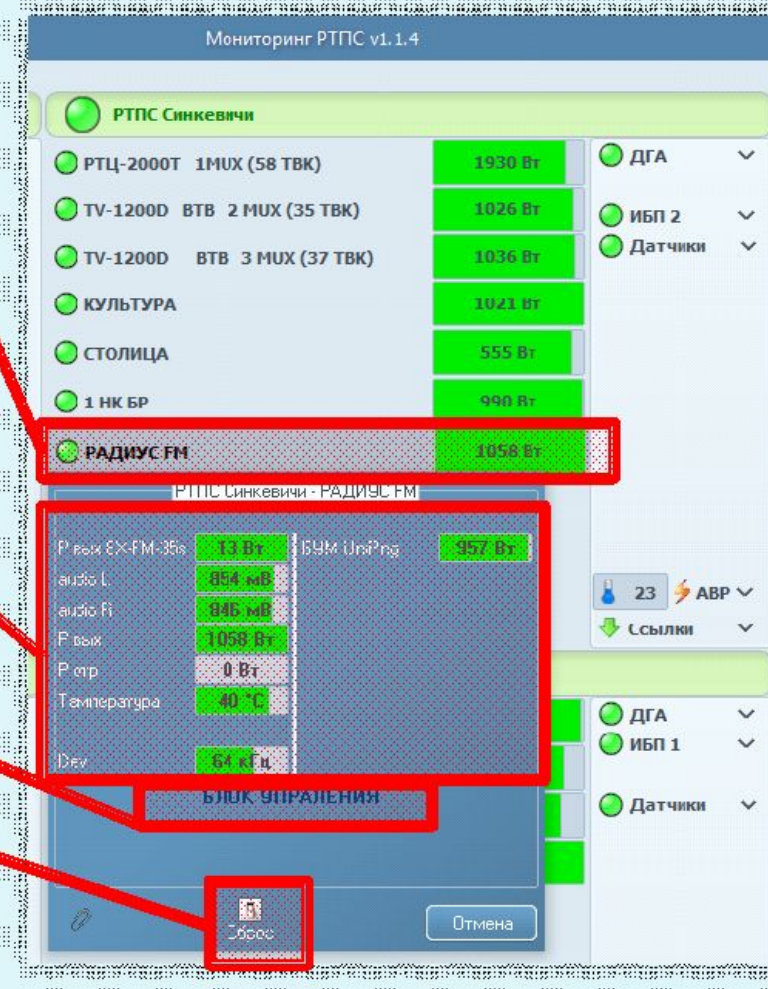 Мониторинг РТПС v1.1.4
РТПС Синкевичи
РТЦ-2000Т 1MUX (58 ТВК) 1930 Вт
TV-1200D ВТВ 2 MUX (35 ТВК) 1026 Вт
TV-1200D ВТВ 3 MUX (37 ТВК) 1036 Вт
КУЛЬТУРА 1021 Вт
СТОЛИЦА 555 Вт
1 НК БР 990 Вт
РАДИУС FM 1058 Вт
ДГА
ИБП 2
Датчики
23 АВР
Ссылки
РТПС Синкевичи - РАДИУС FM
P вых EX-FM-35s 13 Вт БУМ UniPng 957 Вт
audio L 854 мВ
audio R 846 мВ
P вых 1058 Вт
P отр 0 Вт
Температура 40 °C
Dev 64 кГц
БЛОК УПРАЛЕНИЯ
Сброс
Отмена
ДГА
ИБП 1
Датчики